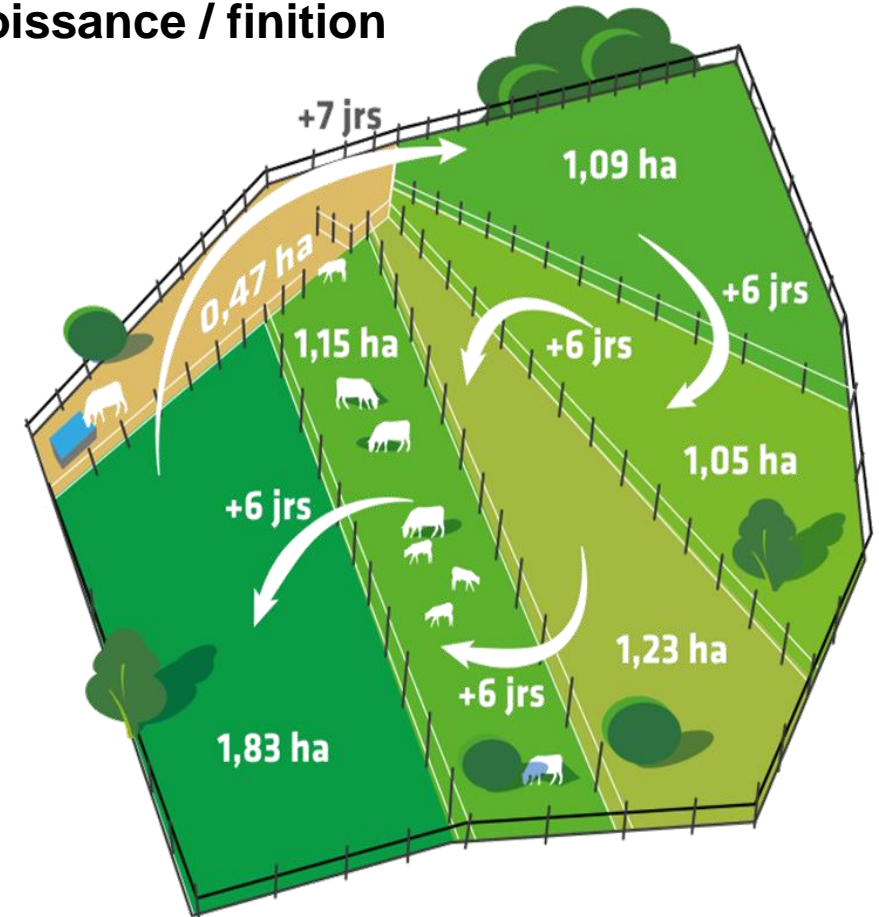 oissance / finition
+7 jrs
1,09 ha
0,47 ha
+6 jrs
1,15 ha
+6 jrs
1,05 ha
+6 jrs
1,23 ha
+6 jrs
1,83 ha